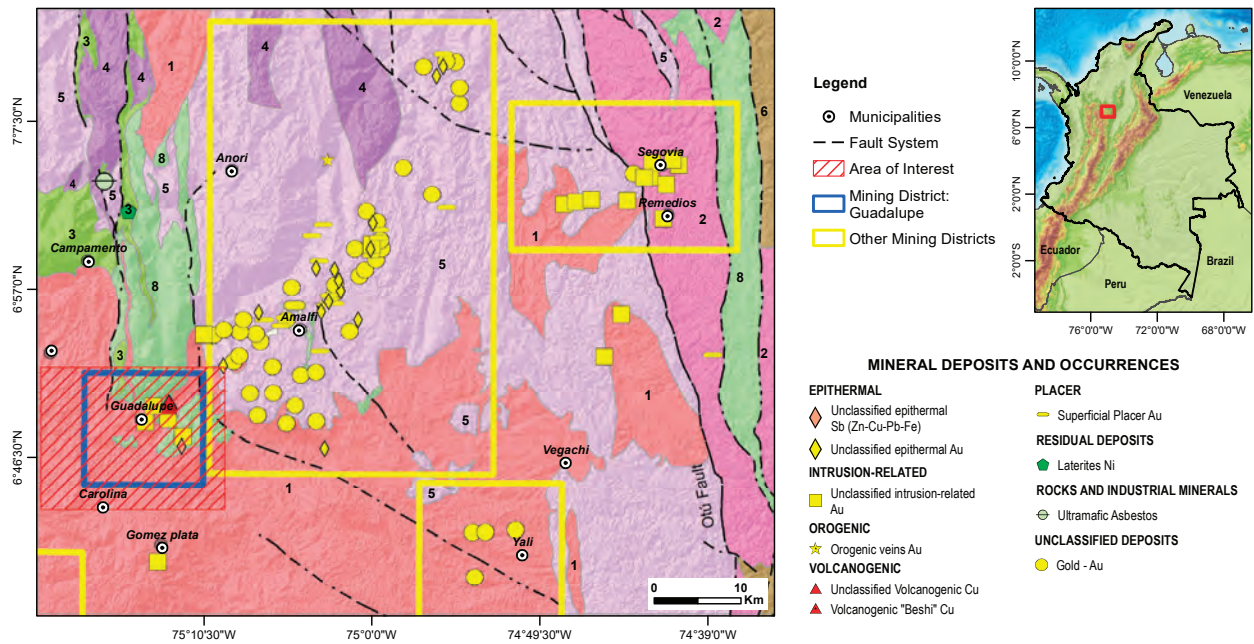 7°7'30"N
6°57'0"N
6°46'30"N
75°10'30"W
75°0'0"W
74°49'30"W
74°39'0"W
3
4
5
4
1
4
4
2
5
2
6
8
5
4
5
3
3
8
3
5
1
2
8
2
1
5
1
5
1
1
Anori
Segovia
Remedios
Campamento
Amalfi
Guadalupe
Carolina
Gomez plata
Vegachi
Yali
Otú Fault
0 10
Km
Legend
Municipalities
Fault System
Area of Interest
Mining District:
Guadalupe
Other Mining Districts
10°0'0"N
6°0'0"N
2°0'0"N
2°0'0"S
76°0'0"W
72°0'0"W
68°0'0"W
Venezuela
Ecuador
Peru
Brazil
MINERAL DEPOSITS AND OCCURRENCES
EPITHERMAL
Unclassified epithermal
Sb (Zn-Cu-Pb-Fe)
Unclassified epithermal Au
INTRUSION-RELATED
Unclassified intrusion-related
Au
OROGENIC
Orogenic veins Au
VOLCANOGENIC
Unclassified Volcanogenic Cu
Volcanogenic "Beshi" Cu
PLACER
Superficial Placer Au
RESIDUAL DEPOSITS
Laterites Ni
ROCKS AND INDUSTRIAL MINERALS
Ultramafic Asbestos
UNCLASSIFIED DEPOSITS
Gold - Au